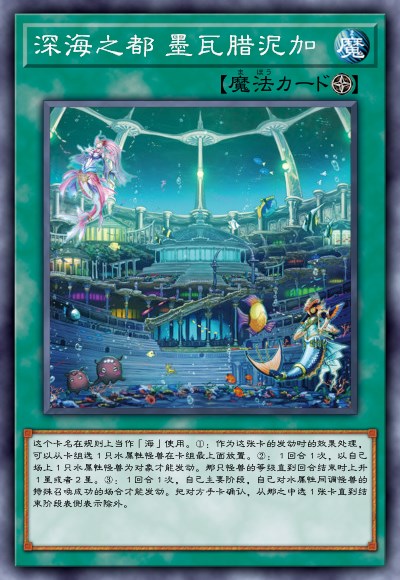 深海之都 墨瓦腊泥加
魔
【魔法カード】
まほう
这个卡名在规则上当作「海」使用。①：作为这张卡的发动时的效果处理，
可以从卡组选1只水属性怪兽在卡组最上面放置。②：1回合1次，以自己
场上1只水属性怪兽为对象才能发动。那只怪兽的等级直到回合结束时上升
1星或者2星。③：1回合1次，自己主要阶段，自己对水属性同调怪兽的
特殊召唤成功的场合才能发动。把对方手卡确认，从那之中选1张卡直到结
束阶段表侧表示除外。